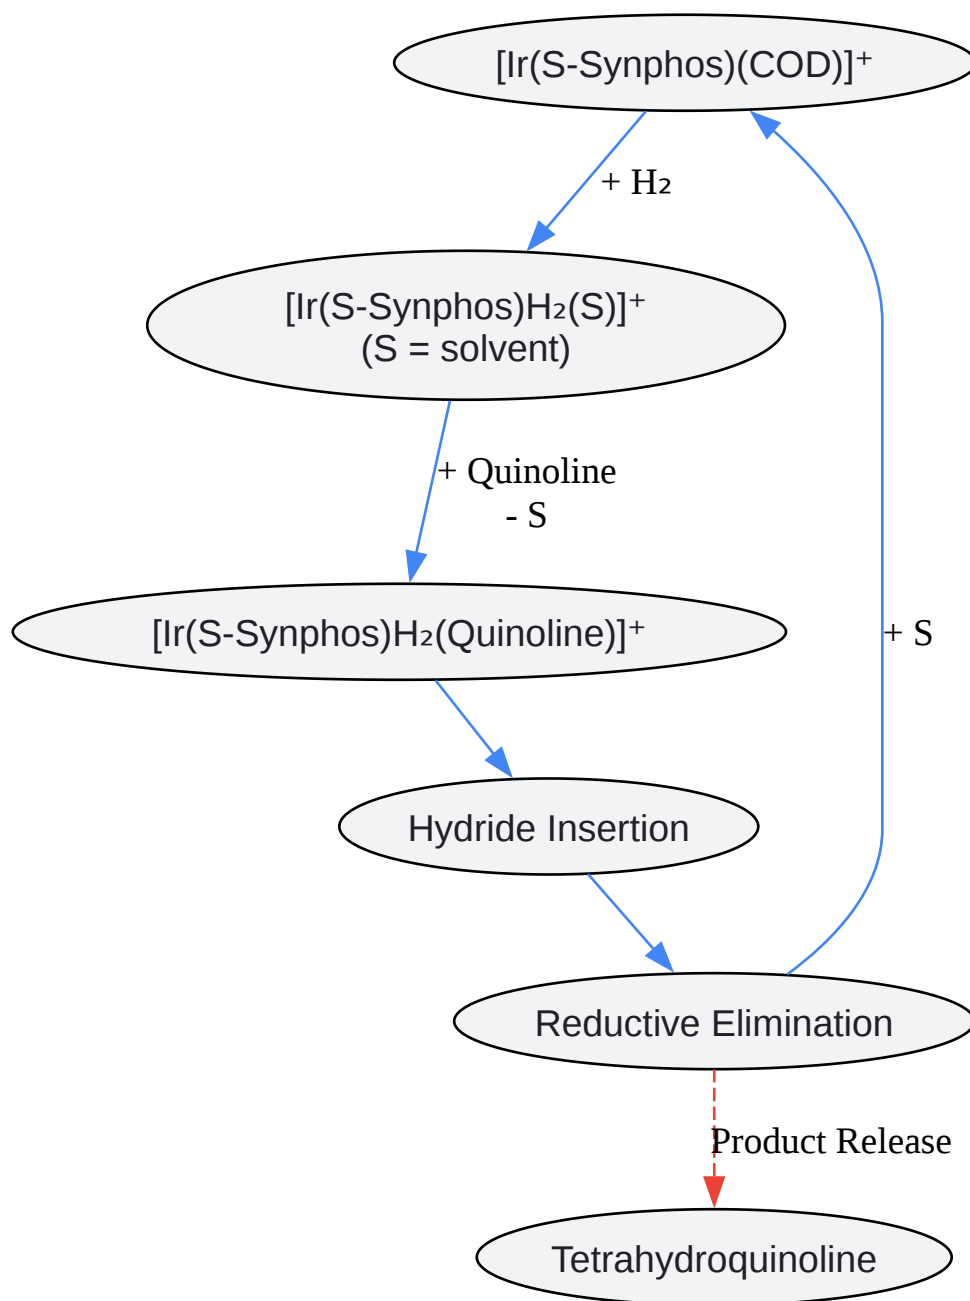 [Ir(S-Synphos)(COD)]⁺
+ H₂
[Ir(S-Synphos)H₂(S)]⁺
(S = solvent)
+ Quinoline
- S
[Ir(S-Synphos)H₂(Quinoline)]⁺
+ S
Hydride Insertion
Reductive Elimination
Product Release
Tetrahydroquinoline